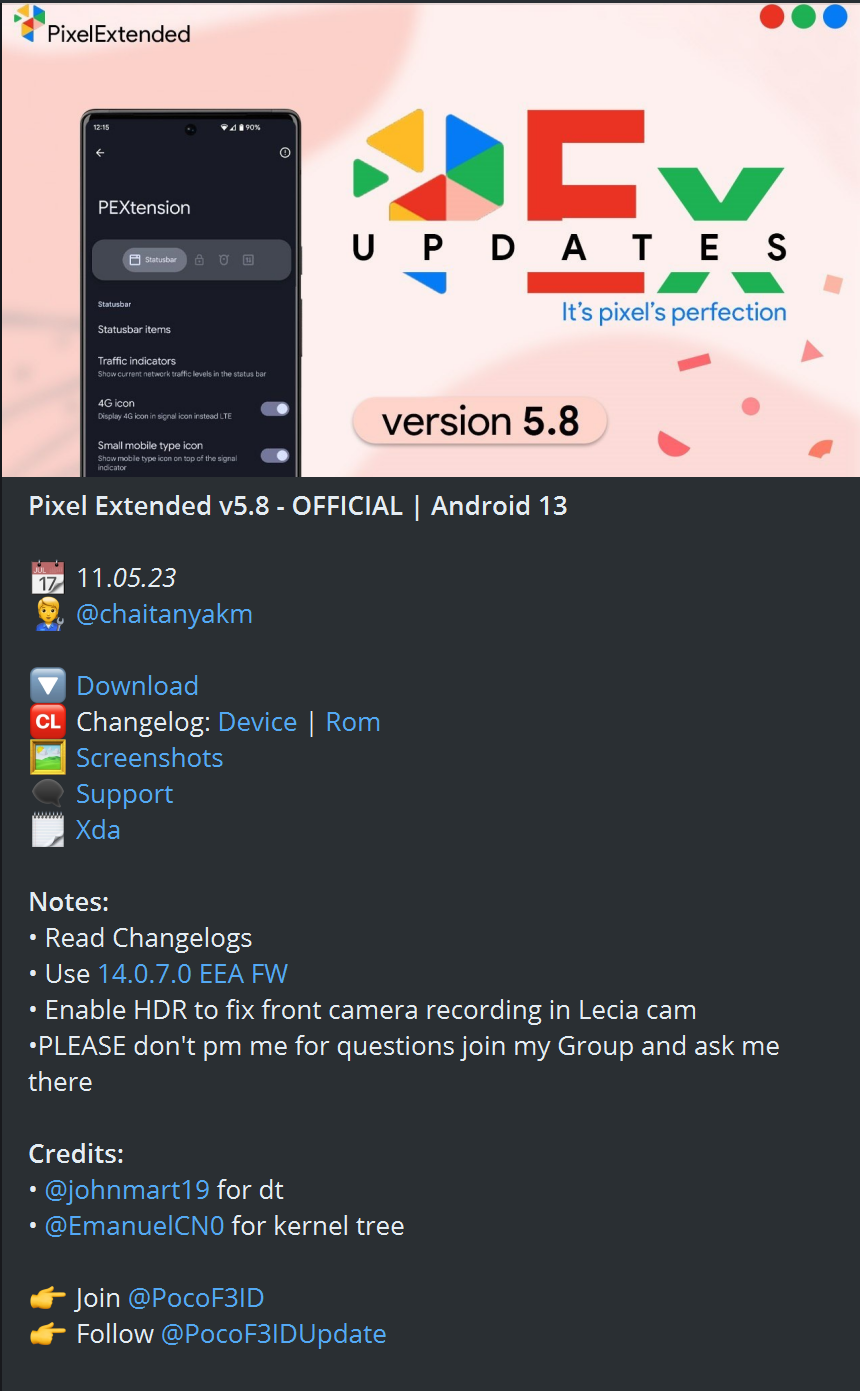 PixelExtended
12:15
90%
PEXtension
Statusbar
Statusbar
Statusbar items
Traffic indicators
Show current network traffic levels in the status bar
4G icon
Display 4G icon in signal icon instead LTE
Small mobile type icon
Show mobile type icon on top of the signal
indicator
Ex
UPDATES
It's pixel's perfection
version 5.8
Pixel Extended v5.8 - OFFICIAL | Android 13
JUL
17
11.05.23
@chaitanyakm
Download
CL Changelog: Device | Rom
Screenshots
Support
Xda
Notes:
• Read Changelogs
• Use 14.0.7.0 EEA FW
• Enable HDR to fix front camera recording in Lecia cam
•PLEASE don't pm me for questions join my Group and ask me
there
Credits:
• @johnmart19 for dt
• @EmanuelCN0 for kernel tree
Join @PocoF3ID
Follow @PocoF3IDUpdate